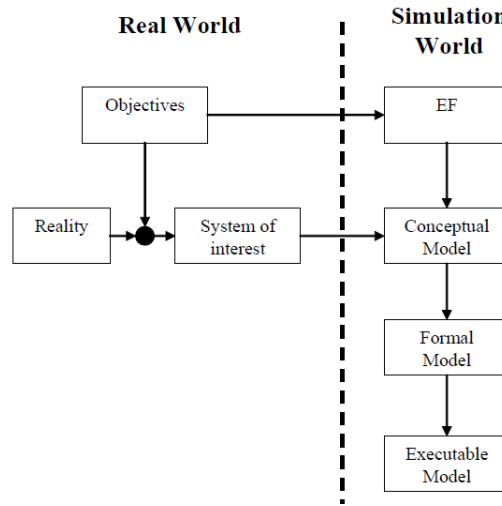 Real World
Simulation
World
Objectives
EF
Reality
System of
interest
Conceptual
Model
Formal
Model
Executable
Model